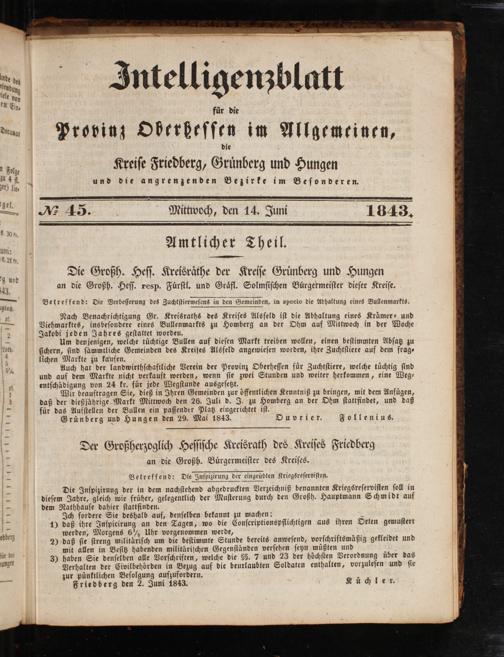 Intelligenzblatt
für die
Provinz Oberhessen im Allgemeinen,
die
Kreise Friedberg, Grünberg und Hungen
und die angrenzenden Bezirke im Besonderen.
№ 45. Mittwoch, den 14. Juni 1843.
Amtlicher Theil.
Die Großh. Hess. Kreisräthe der Kreise Grünberg und Hungen
an die Großh. Hess. resp. Fürstl. und Gräfl. Solmsischen Bürgermeister dieser Kreise.
Betreffend: Die Verbesserung des Zuchtstierwesens in den Gemeinden, in specie die Abhaltung eines Bullenmarkts.
Nach Benachrichtigung Gr. Kreisraths des Kreises Alsfeld ist die Abhaltung eines Krämer- und
Viehmarktes, insbesondere eines Bullenmarkts zu Homberg an der Ohm auf Mittwoch in der Woche
Jakobi jeden Jahres gestattet worden.
Um denjenigen, welche tüchtige Bullen auf diesen Markt treiben wollen, einen bestimmten Absatz zu
sichern, sind sämmtliche Gemeinden des Kreises Alsfeld angewiesen worden, ihre Zuchtstiere auf dem frag-
lichen Markte zu kaufen.
Auch hat der landwirthschaftliche Verein der Provinz Oberhessen für Zuchtstiere, welche tüchtig sind
und auf dem Markte nicht verkauft werden, wenn sie zwei Stunden und weiter herkommen, eine Weg-
entschädigung von 24 kr. für jede Wegstunde ausgesetzt.
Wir beauftragen Sie, dieß in Ihren Gemeinden zur öffentlichen Kenntniß zu bringen, mit dem Anfügen,
daß der dießjährige Markt Mittwoch den 26. Juli d. J. zu Homberg an der Ohm stattfindet, und daß
für das Aufstellen der Bullen ein passender Platz eingerichtet ist.
Grünberg und Hungen den 29. Mai 1843. Ouvrier. Follenius.
Der Großherzoglich Hessische Kreisrath des Kreises Friedberg
an die Großh. Bürgermeister des Kreises.
Betreffend: Die Inspizirung der eingeübten Kriegsreservisten.
Die Inspizirung der in dem nachstehend abgedruckten Verzeichniß benannten Kriegsreservisten soll in
diesem Jahre, gleich wie früher, gelegentlich der Musterung durch den Großh. Hauptmann Schmidt auf
dem Rathhause dahier stattfinden.
Ich fordere Sie deshalb auf, denselben bekannt zu machen:
1) daß ihre Inspicirung an den Tagen, wo die Conscriptionspflichtigen aus ihren Orten gemustert
werden, Morgens 6½ Uhr vorgenommen werde,
2) daß sie streng militärisch um die bestimmte Stunde bereits anwesend, vorschriftsmäßig gekleidet und
mit allen in Besitz habenden militärischen Gegenständen versehen seyn müßten und
3) haben Sie denselben alle Vorschriften, welche die §§. 7 und 23 der höchsten Verordnung über das
Verhalten der Civilbehörden in Bezug auf die beurlaubten Soldaten enthalten, vorzulesen und sie
zur pünktlichen Befolgung aufzufordern.
Friedberg den 2. Juni 1843. Küchler.